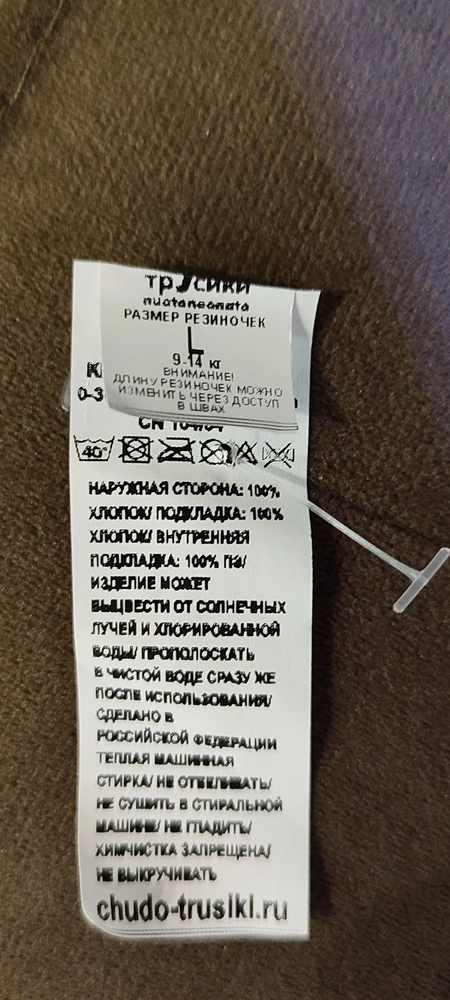 трусики
nuotaneonata
РАЗМЕР РЕЗИНОЧЕК
L
9-14 кг
ВНИМАНИЕ!
ДЛИНУ РЕЗИНОЧЕК МОЖНО
ИЗМЕНИТЬ ЧЕРЕЗ ДОСТУП
В ШВАХ
0-3
40°
НАРУЖНАЯ СТОРОНА: 100%
ХЛОПОК/ ПОДКЛАДКА: 100%
ХЛОПОК/ ВНУТРЕННЯЯ
ПОДКЛАДКА: 100% ПЭ/
ИЗДЕЛИЕ МОЖЕТ
ВЫЦВЕСТИ ОТ СОЛНЕЧНЫХ
ЛУЧЕЙ И ХЛОРИРОВАННОЙ
ВОДЫ/ ПРОПОЛОСКАТЬ
В ЧИСТОЙ ВОДЕ СРАЗУ ЖЕ
ПОСЛЕ ИСПОЛЬЗОВАНИЯ/
СДЕЛАНО В
РОССИЙСКОЙ ФЕДЕРАЦИИ
ТЕПЛАЯ МАШИННАЯ
СТИРКА/ НЕ ОТБЕЛИВАТЬ/
НЕ СУШИТЬ В СТИРАЛЬНОЙ
МАШИНЕ/ НЕ ГЛАДИТЬ/
ХИМЧИСТКА ЗАПРЕЩЕНА/
НЕ ВЫКРУЧИВАТЬ
chudo-trusiki.ru